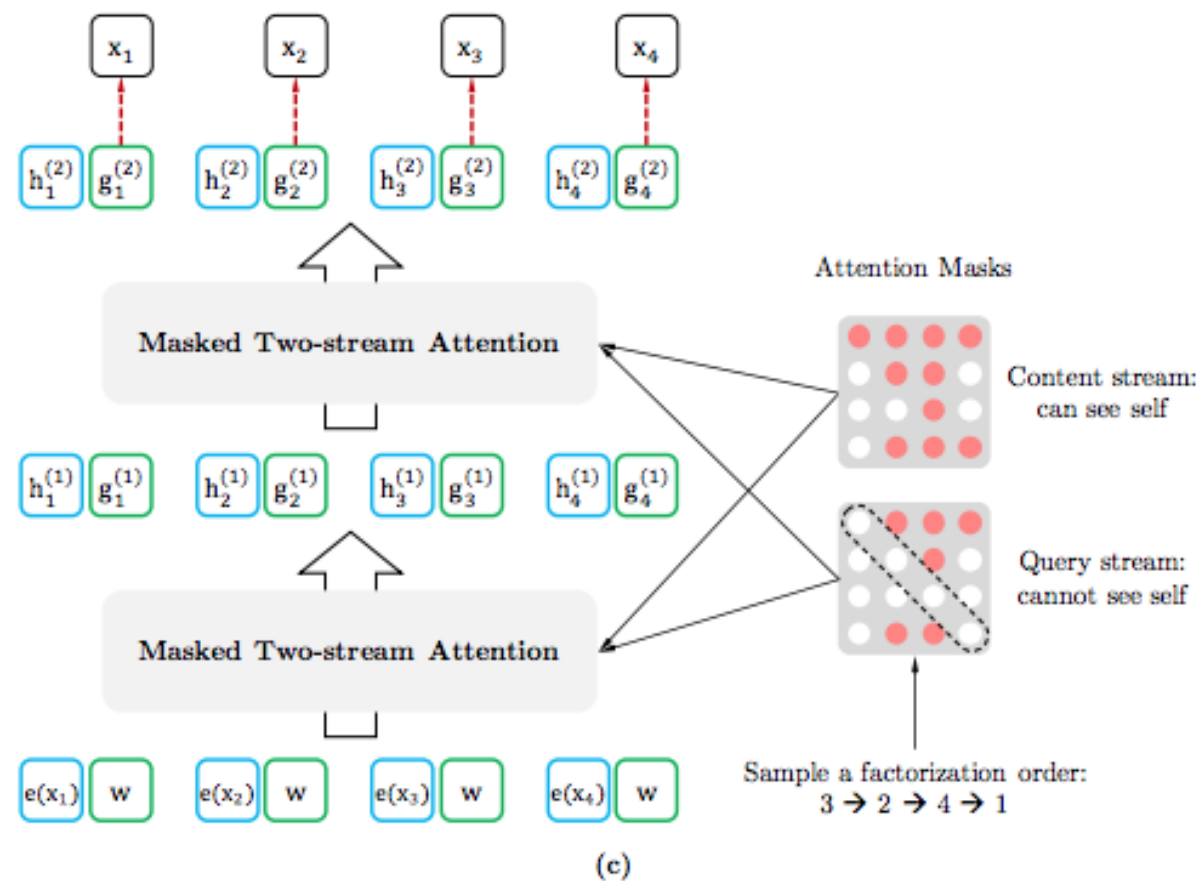 x₁ x₂ x₃ x₄
h₁⁽²⁾ g₁⁽²⁾ h₂⁽²⁾ g₂⁽²⁾ h₃⁽²⁾ g₃⁽²⁾ h₄⁽²⁾ g₄⁽²⁾
Attention Masks
Masked Two-stream Attention
Content stream:
can see self
h₁⁽¹⁾ g₁⁽¹⁾ h₂⁽¹⁾ g₂⁽¹⁾ h₃⁽¹⁾ g₃⁽¹⁾ h₄⁽¹⁾ g₄⁽¹⁾
Query stream:
cannot see self
Masked Two-stream Attention
e(x₁) w e(x₂) w e(x₃) w e(x₄) w
Sample a factorization order:
3 → 2 → 4 → 1
(c)